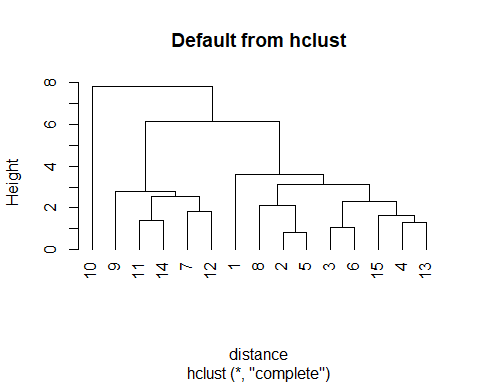 Default from hclust
Height
8
6
4
2
0
10 9 11 14 7 12 1 8 2 5 3 6 15 4 13
distance
hclust (*, "complete")